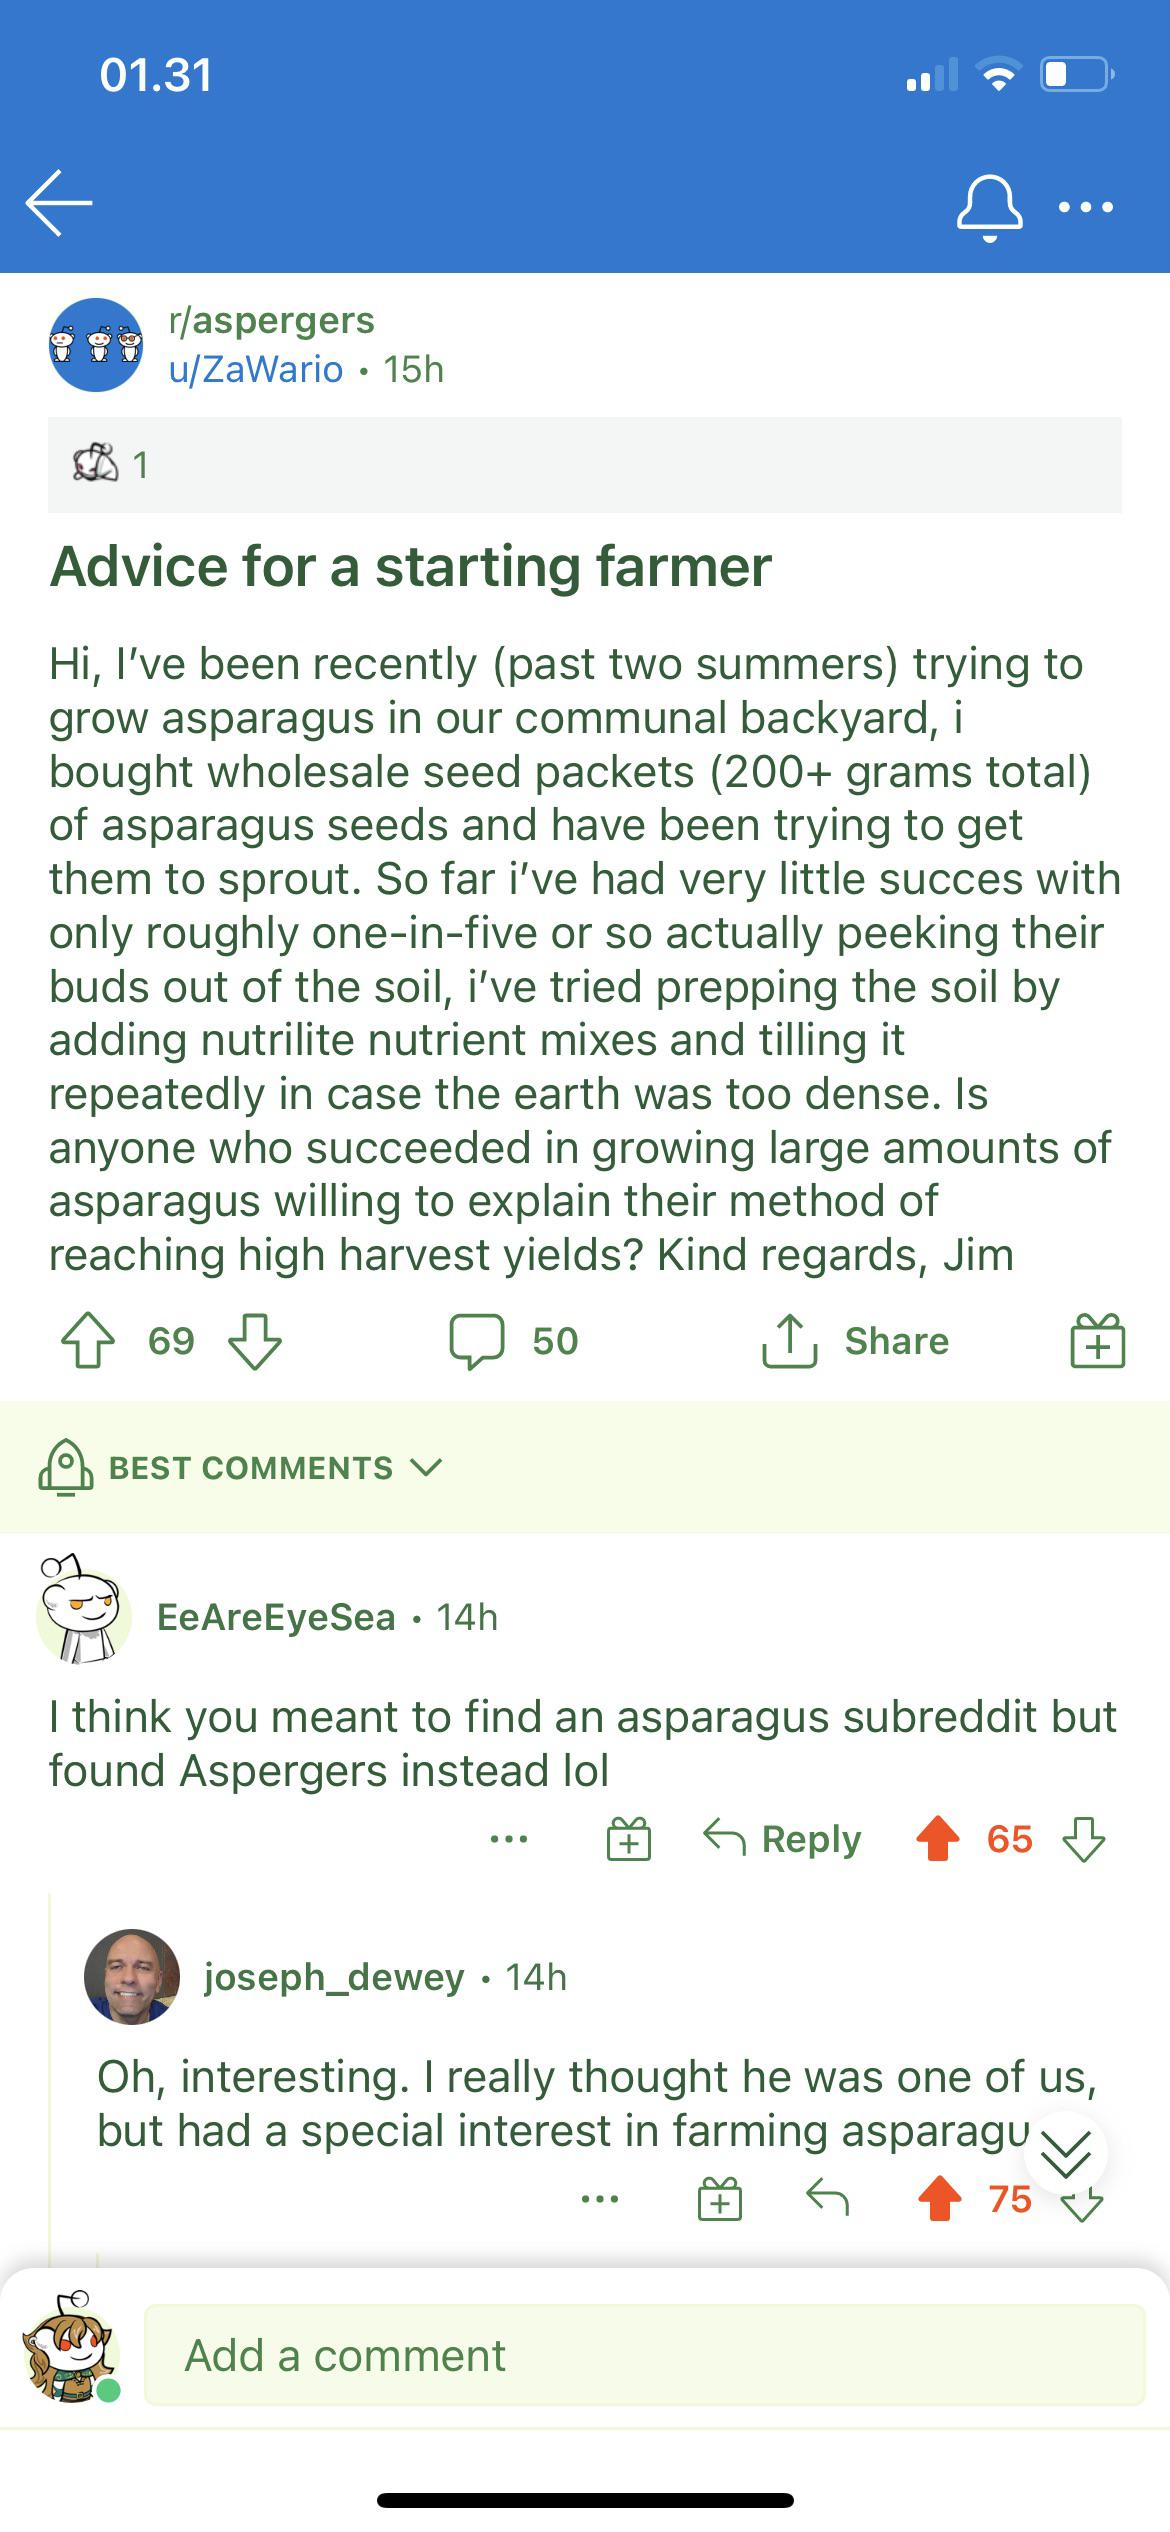 01.31
r/aspergers
u/ZaWario • 15h
1
Advice for a starting farmer
Hi, I’ve been recently (past two summers) trying to
grow asparagus in our communal backyard, i
bought wholesale seed packets (200+ grams total)
of asparagus seeds and have been trying to get
them to sprout. So far i’ve had very little succes with
only roughly one-in-five or so actually peeking their
buds out of the soil, i’ve tried prepping the soil by
adding nutrilite nutrient mixes and tilling it
repeatedly in case the earth was too dense. Is
anyone who succeeded in growing large amounts of
asparagus willing to explain their method of
reaching high harvest yields? Kind regards, Jim
69 50 Share
BEST COMMENTS
EeAreEyeSea • 14h
I think you meant to find an asparagus subreddit but
found Aspergers instead lol
... Reply 65
joseph_dewey • 14h
Oh, interesting. I really thought he was one of us,
but had a special interest in farming asparagu
... 75
Add a comment